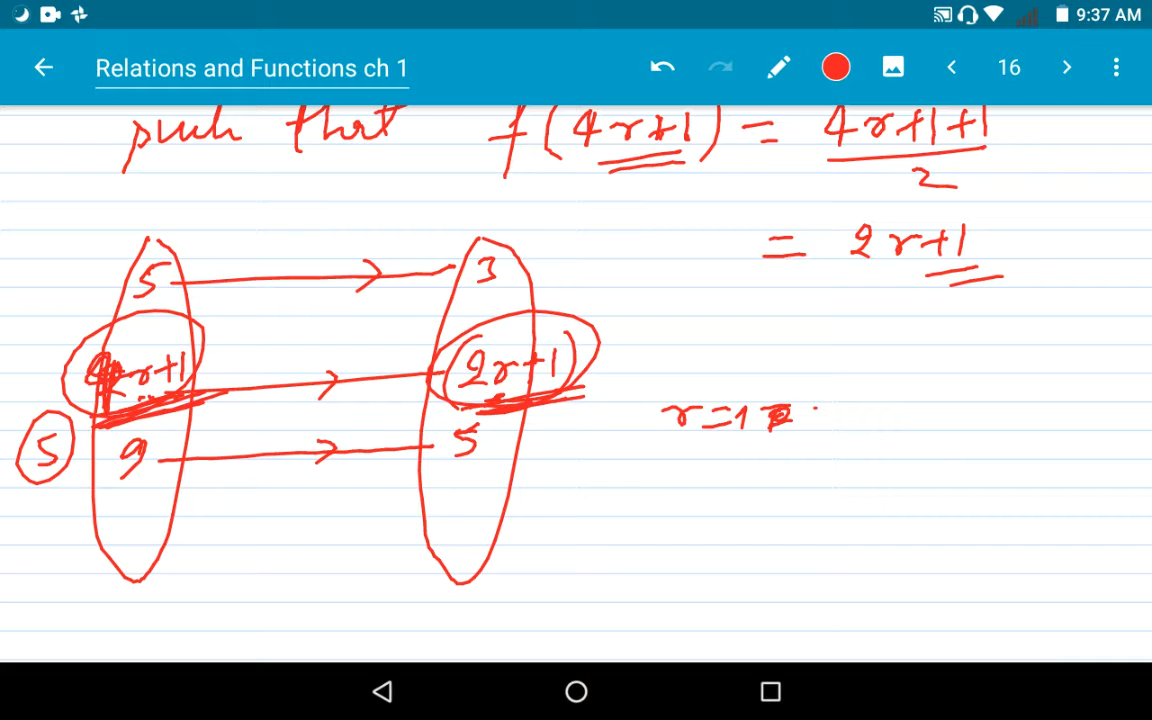 9:37 AM
Relations and Functions ch 1
16
such that f(4r+1) = 4r+1+1
2
= 2r+1
5 3
4r+1 (2r+1)
r=1
5 9 5